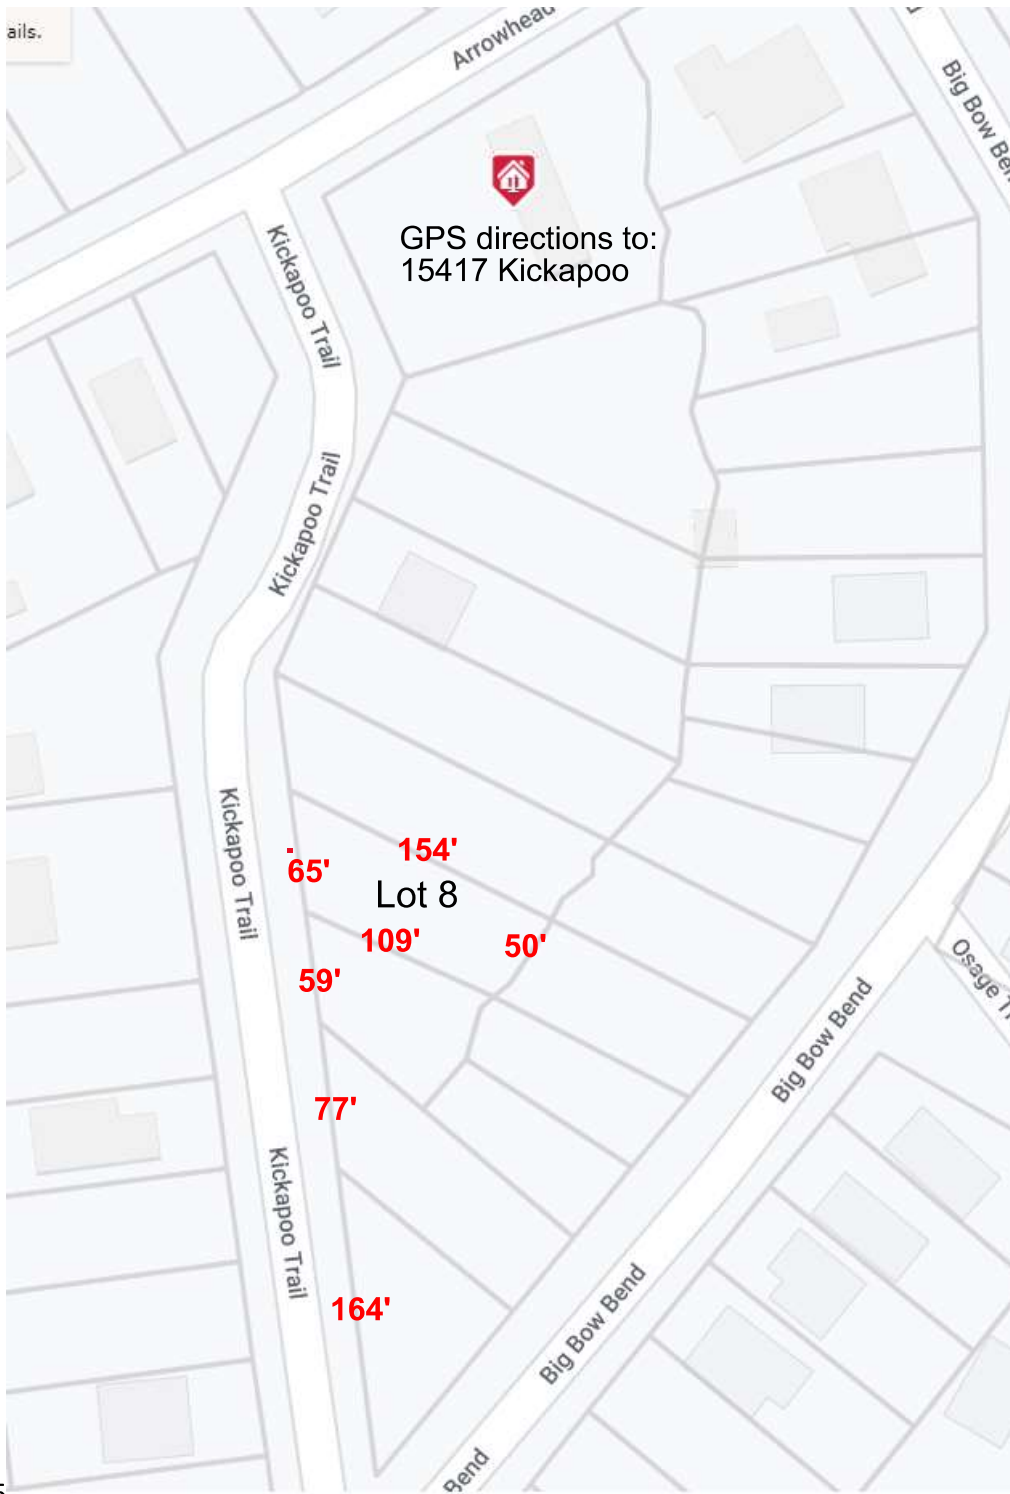 ails.
Arrowhead
Big Bow Ben
GPS directions to:
15417 Kickapoo
Kickapoo Trail
Kickapoo Trail
Kickapoo Trail
154'
65'
Lot 8
109'
50'
59'
Osage T
Big Bow Bend
77'
Kickapoo Trail
164'
Big Bow Bend
Bend